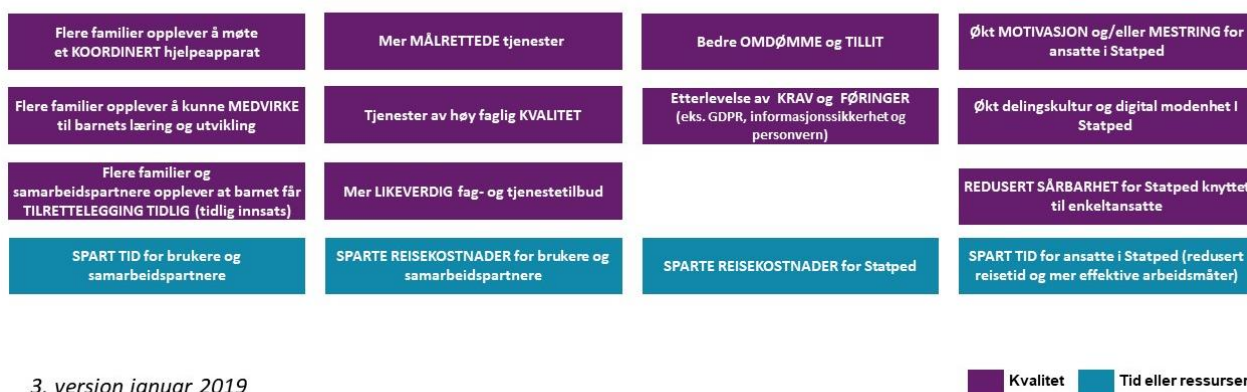 Flere familier opplever å møte
et KOORDINERT hjelpeapparat
Mer MÅLRETTEDE tjenester
Bedre OMDØMME og TILLIT
Økt MOTIVASJON og/eller MESTRING for
ansatte i Statped
Flere familier opplever å kunne MEDVIRKE
til barnets læring og utvikling
Tjenester av høy faglig KVALITET
Etterlevelse av KRAV og FØRINGER
(eks. GDPR, informasjonssikkerhet og
personvern)
Økt delingskultur og digital modenhet I
Statped
Flere familier og
samarbeidspartnere opplever at barnet får
TILRETTELEGGING TIDLIG (tidlig innsats)
Mer LIKEVERDIG fag- og tjenestetilbud
REDUSERT SÅRBARHET for Statped knyttet
til enkeltansatte
SPART TID for brukere og
samarbeidspartnere
SPARTE REISEKOSTNADER for brukere og
samarbeidspartnere
SPARTE REISEKOSTNADER for Statped
SPART TID for ansatte i Statped (redusert
reisetid og mer effektive arbeidsmåter)
3. versjon januar 2019
Kvalitet
Tid eller ressurser